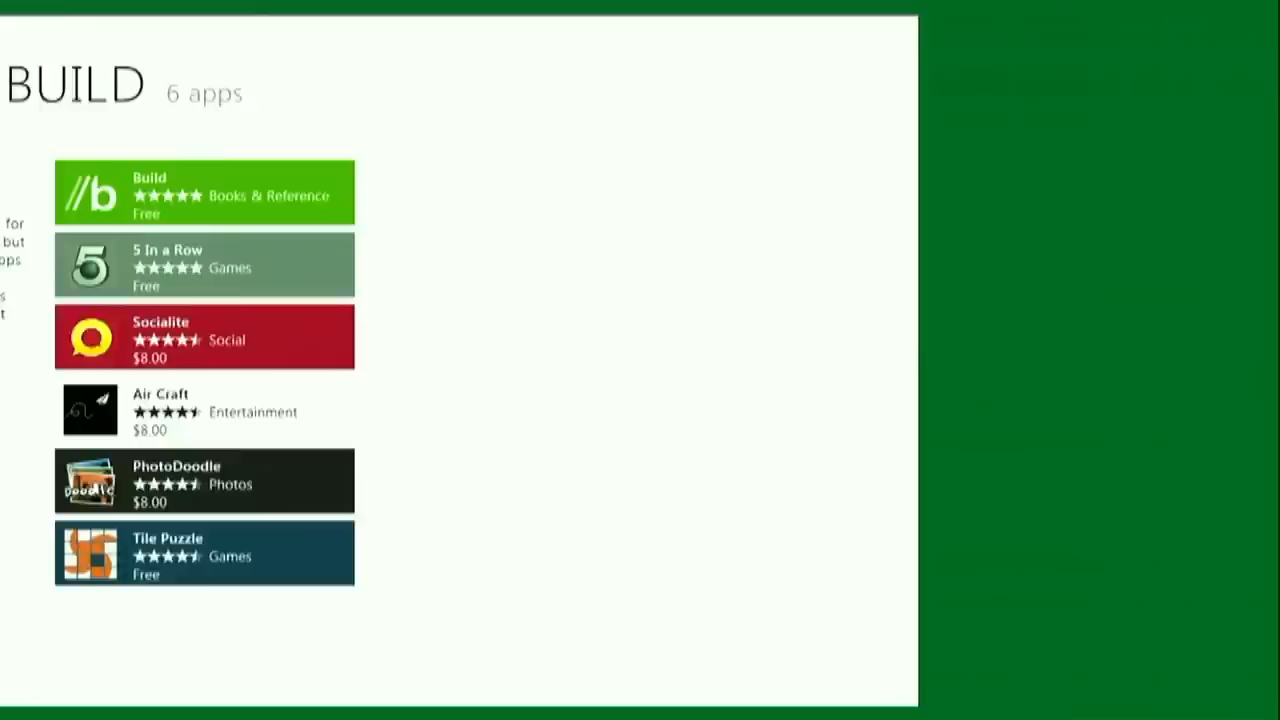 BUILD 6 apps
for
but
s
t
//b
Build
★★★★★ Books & Reference
Free
5
5 In a Row
★★★★★ Games
Free
Socialite
Social
$8.00
Air Craft
Entertainment
$8.00
Doodle
PhotoDoodle
Photos
$8.00
Tile Puzzle
Games
Free